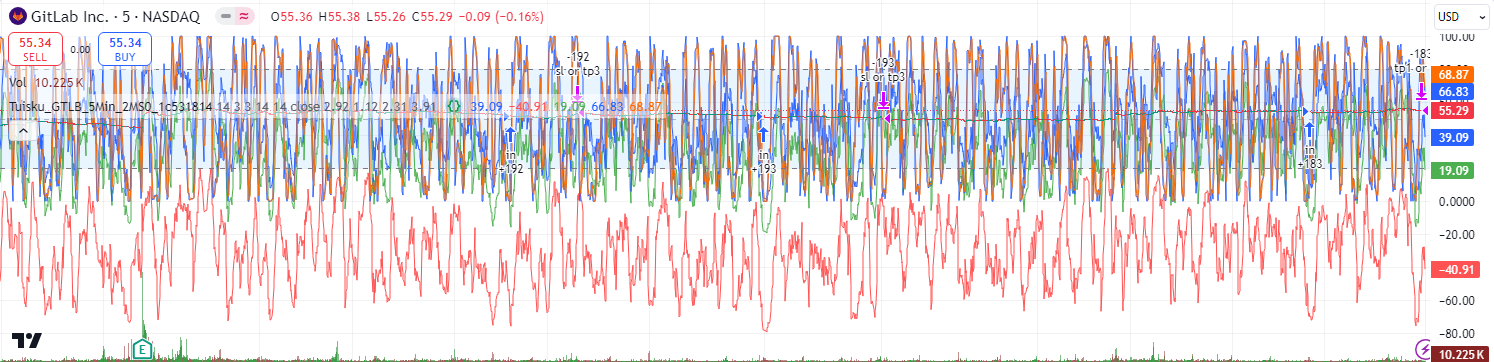 GitLab Inc. · 5 · NASDAQ O55.36 H55.38 L55.26 C55.29 −0.09 (−0.16%)
USD
55.34
SELL
0.00
55.34
BUY
Vol 10.225 K
Tuisku_GTLB_5Min_2MS0_1c531814 14 3 3 14 14 close 2.92 1.12 2.31 3.91 39.09 −40.91 19.09 66.83 68.87
-192
sl or tp3
-193
sl or tp3
-183
tp1 or
in
+192
in
+193
in
+183
100.00
68.87
66.83
55.29
39.09
19.09
0.0000
−20.00
−40.91
−60.00
−80.00
10.225 K
E